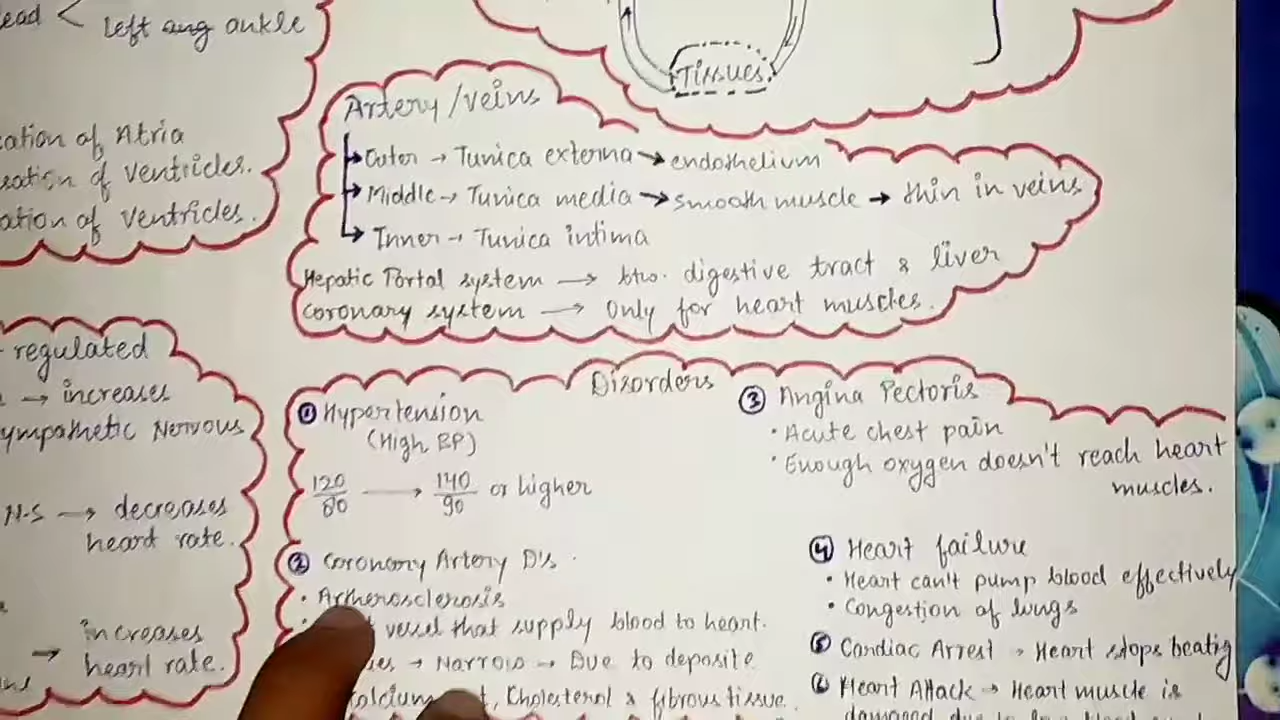 ead < Left ang ankle
cation of Atria
of ventricles.
ation of ventricles.
Tissues
Artery/veins
Outer → Tunica externa → endothelium
Middle → Tunica media → smooth muscle → thin in veins
Inner → Tunica intima
Hepatic Portal system → btw. digestive tract & liver
Coronary system → Only for heart muscles.
regulated
→ increases
ympathetic Nervous
N.S → decreases
heart rate.
→ increases
heart rate.
Disorders
① Hypertension
(High BP)
120/80 → 140/90 or higher
② Coronary Artery D's.
• Artherosclerosis
vessel that supply blood to heart.
→ Narrow → Due to deposite
Cholesterol & fibrous tissue.
③ Angina Pectoris
• Acute chest pain
• Enough oxygen doesn't reach heart
muscles.
④ Heart failure
• Heart can't pump blood effectively
• Congestion of lungs
⑤ Cardiac Arrest → Heart stops beatig
⑥ Heart Attack → Heart muscle is